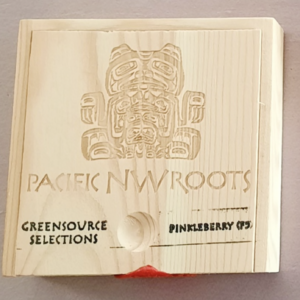 PACIFIC NW ROOTS
GREENSOURCE
SELECTIONS
PINKLEBERRY (F5)